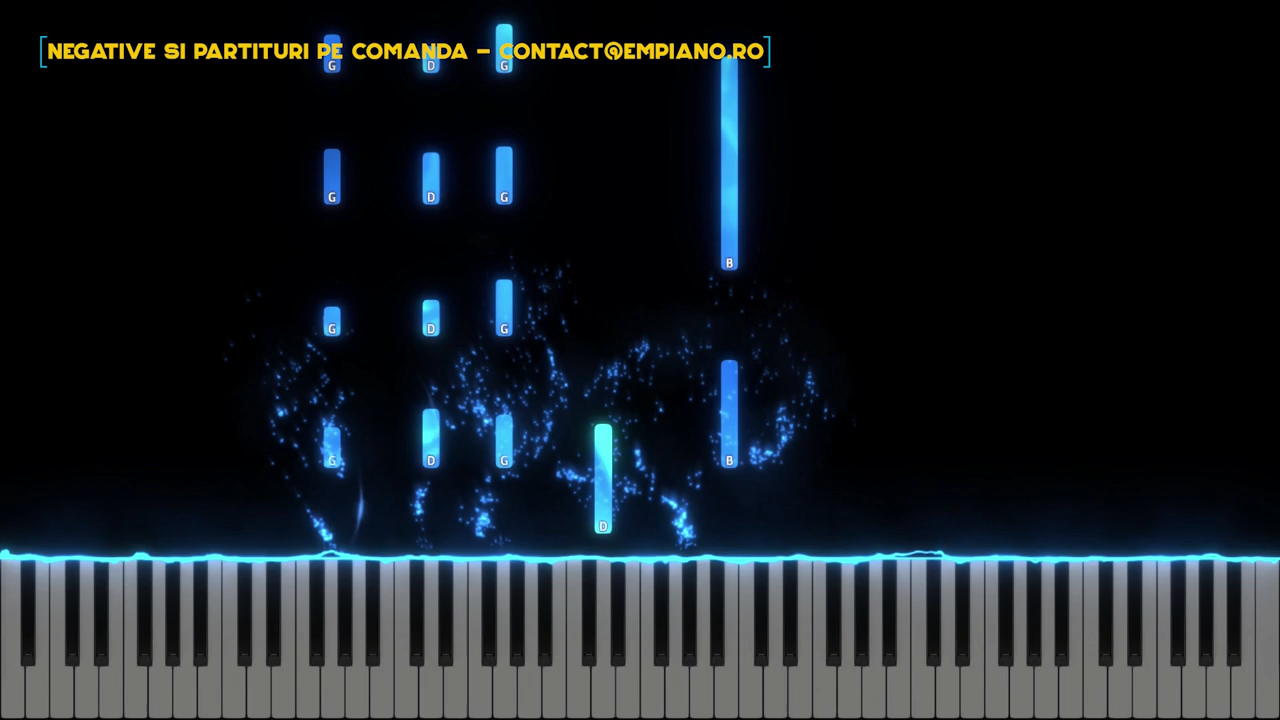 NEGATIVE SI PARTITURI PE COMANDA - CONTACT@EMPIANO.RO
G D G
G D G
B
G D G
G D G B
D